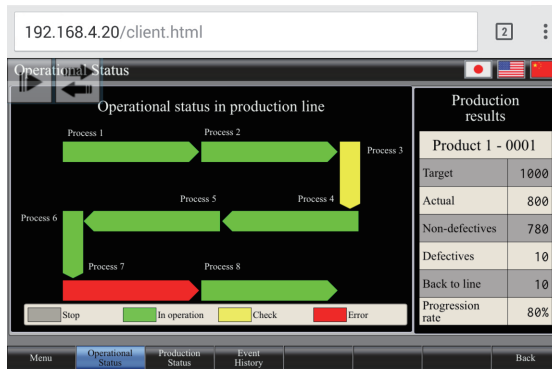 192.168.4.20/client.html
2
Operational Status
Operational status in production line
Process 1
Process 2
Process 3
Process 5
Process 4
Process 6
Process 7
Process 8
Stop
In operation
Check
Error
Production
results
Product 1 - 0001
Target 1000
Actual 800
Non-defectives 780
Defectives 10
Back to line 10
Progression
rate 80%
Menu
Operational
Status
Production
Status
Event
History
Back